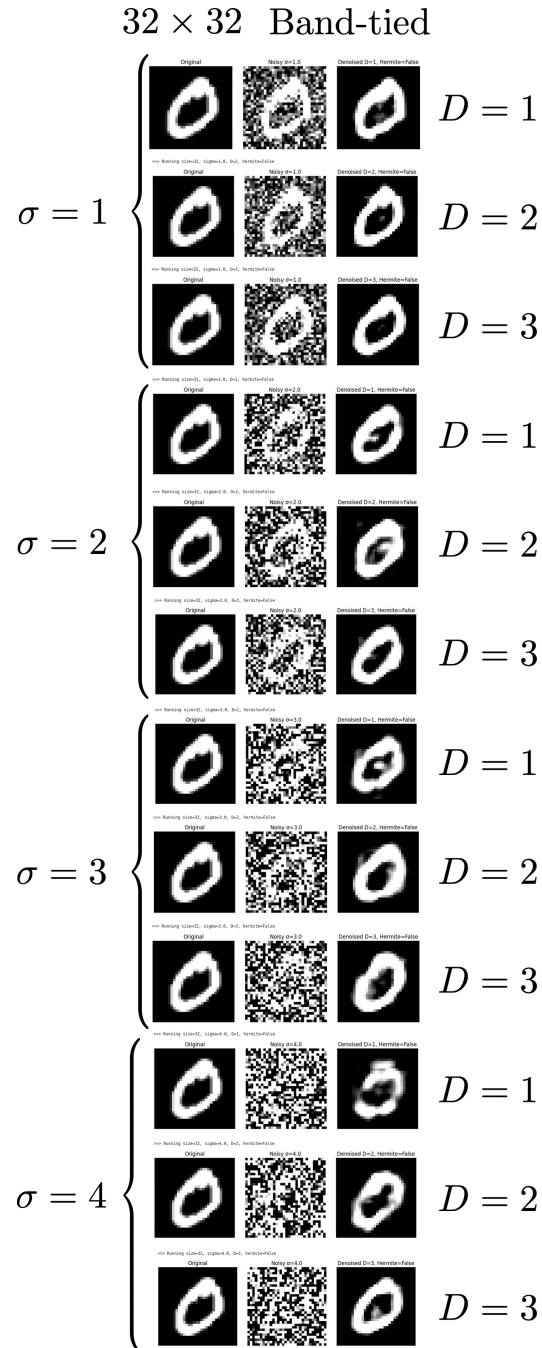 32 × 32 Band-tied
Original Noisy σ=1.0 Denoised D=1, Hermite=False
D = 1
>>> Running size=32, sigma=1.0, D=2, hermite=False
Original Noisy σ=1.0 Denoised D=2, Hermite=False
σ = 1
D = 2
>>> Running size=32, sigma=1.0, D=3, hermite=False
Original Noisy σ=1.0 Denoised D=3, Hermite=False
D = 3
>>> Running size=32, sigma=2.0, D=1, hermite=False
Original Noisy σ=2.0 Denoised D=1, Hermite=False
D = 1
>>> Running size=32, sigma=2.0, D=2, hermite=False
Original Noisy σ=2.0 Denoised D=2, Hermite=False
σ = 2
D = 2
>>> Running size=32, sigma=2.0, D=3, hermite=False
Original Noisy σ=2.0 Denoised D=3, Hermite=False
D = 3
>>> Running size=32, sigma=3.0, D=1, hermite=False
Original Noisy σ=3.0 Denoised D=1, Hermite=False
D = 1
>>> Running size=32, sigma=3.0, D=2, hermite=False
Original Noisy σ=3.0 Denoised D=2, Hermite=False
σ = 3
D = 2
>>> Running size=32, sigma=3.0, D=3, hermite=False
Original Noisy σ=3.0 Denoised D=3, Hermite=False
D = 3
>>> Running size=32, sigma=4.0, D=1, hermite=False
Original Noisy σ=4.0 Denoised D=1, Hermite=False
D = 1
>>> Running size=32, sigma=4.0, D=2, hermite=False
Original Noisy σ=4.0 Denoised D=2, Hermite=False
σ = 4
D = 2
>>> Running size=32, sigma=4.0, D=3, hermite=False
Original Noisy σ=4.0 Denoised D=3, Hermite=False
D = 3